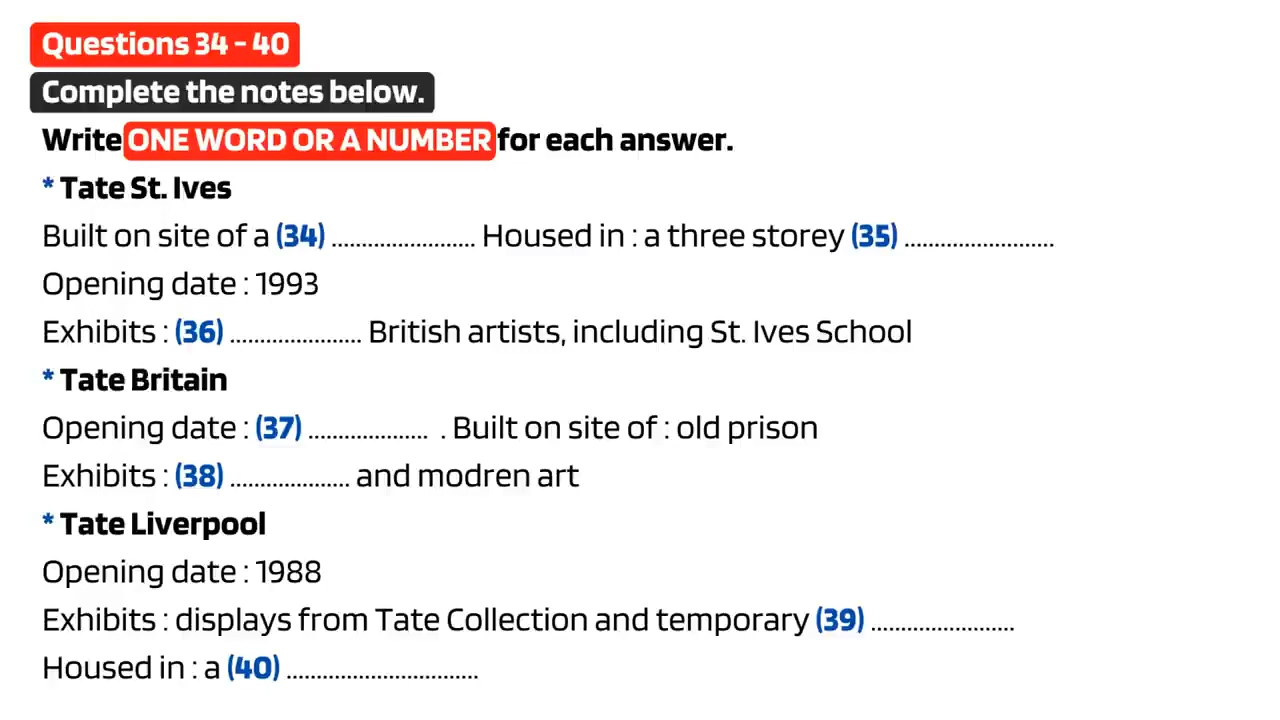 Questions 34 - 40
Complete the notes below.
Write ONE WORD OR A NUMBER for each answer.
* Tate St. Ives
Built on site of a (34) ........................ Housed in : a three storey (35) .........................
Opening date : 1993
Exhibits : (36) ...................... British artists, including St. Ives School
* Tate Britain
Opening date : (37) .................... . Built on site of : old prison
Exhibits : (38) .................... and modren art
* Tate Liverpool
Opening date : 1988
Exhibits : displays from Tate Collection and temporary (39) ........................
Housed in : a (40) ................................